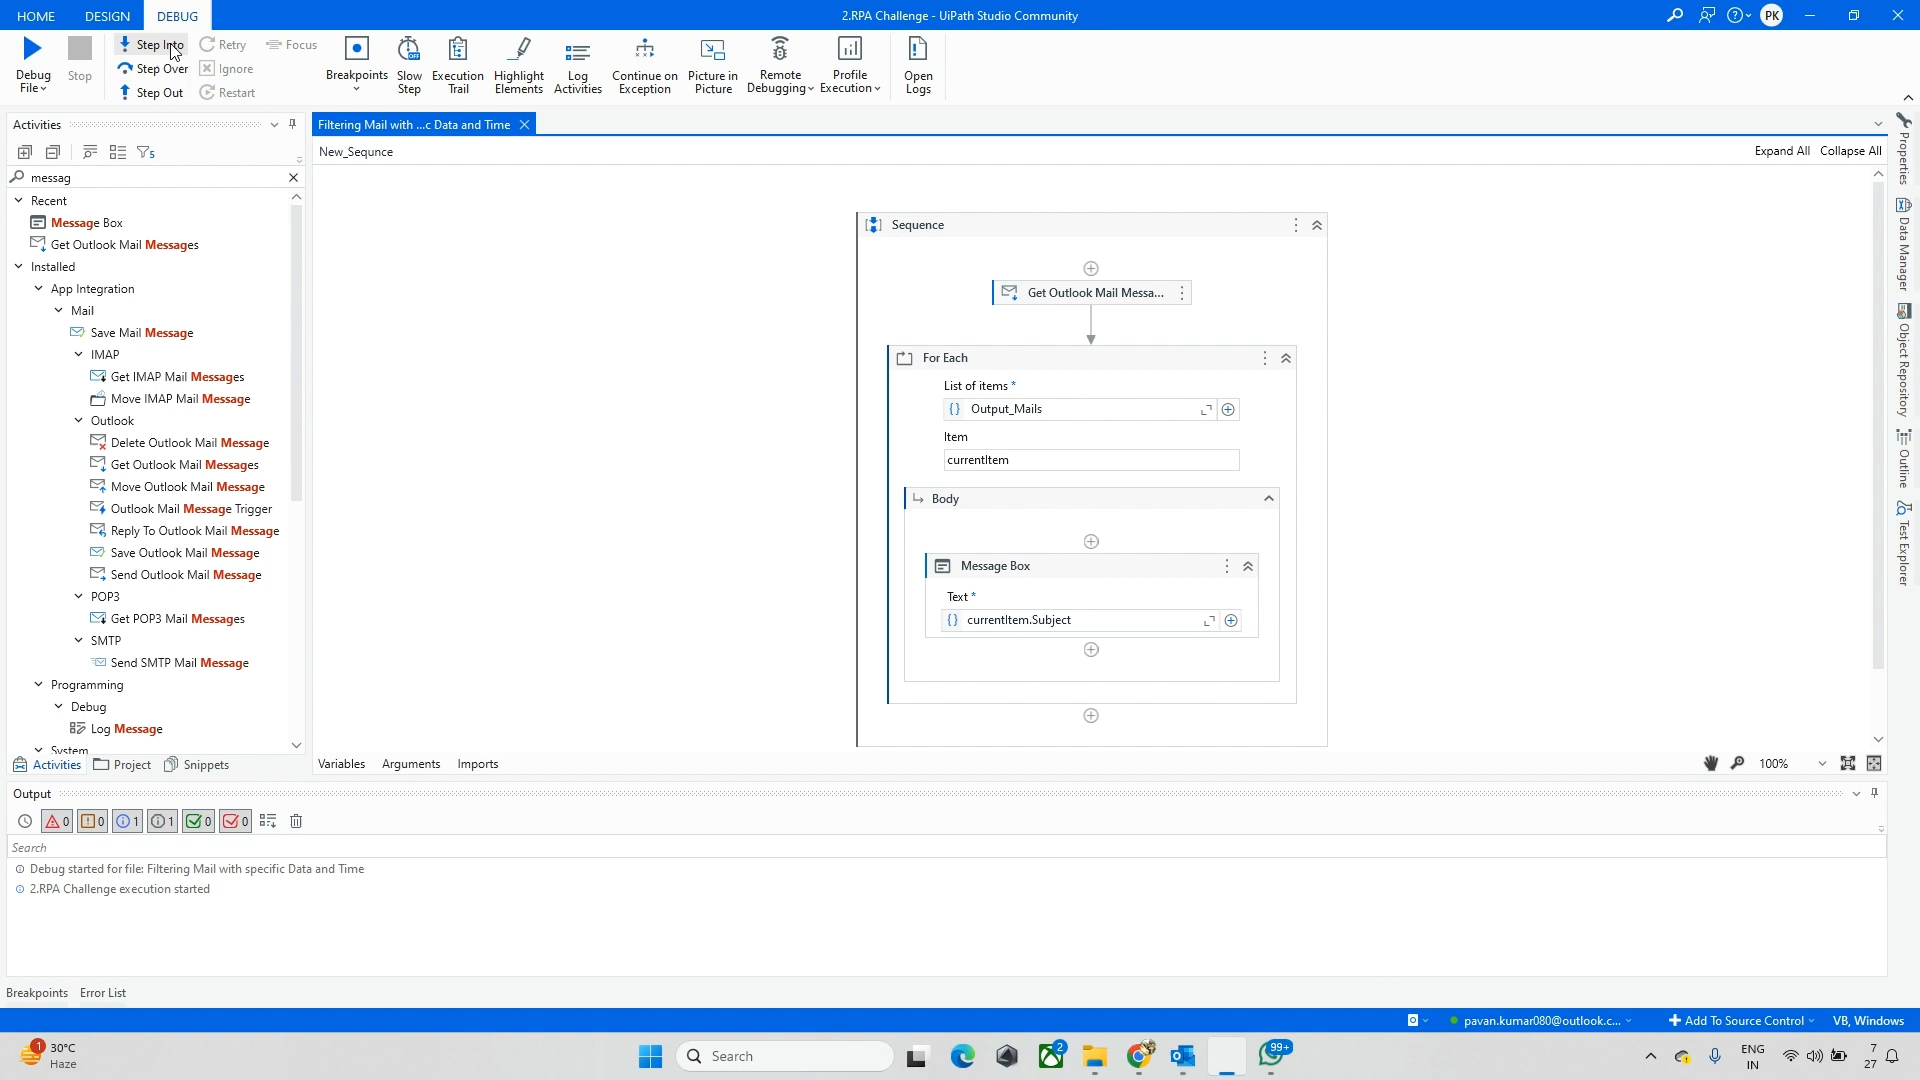 HOME DESIGN DEBUG
2.RPA Challenge - UiPath Studio Community
PK
Debug File
Stop
Step Into
Step Over
Step Out
Retry
Ignore
Restart
Focus
Breakpoints
Slow Step
Execution Trail
Highlight Elements
Log Activities
Continue on Exception
Picture in Picture
Remote Debugging
Profile Execution
Open Logs
Activities
5
messag
Recent
Message Box
Get Outlook Mail Messages
Installed
App Integration
Mail
Save Mail Message
IMAP
Get IMAP Mail Messages
Move IMAP Mail Message
Outlook
Delete Outlook Mail Message
Get Outlook Mail Messages
Move Outlook Mail Message
Outlook Mail Message Trigger
Reply To Outlook Mail Message
Save Outlook Mail Message
Send Outlook Mail Message
POP3
Get POP3 Mail Messages
SMTP
Send SMTP Mail Message
Programming
Debug
Log Message
System
Activities Project Snippets
Filtering Mail with ...c Data and Time
New_Sequnce
Expand All Collapse All
Sequence
Get Outlook Mail Messa...
For Each
List of items *
Output_Mails
Item
currentItem
Body
Message Box
Text *
currentItem.Subject
Variables Arguments Imports
100%
Properties
Data Manager
Object Repository
Outline
Test Explorer
Output
0 0 1 1 0 0
Search
Debug started for file: Filtering Mail with specific Data and Time
2.RPA Challenge execution started
Breakpoints Error List
pavan.kumar080@outlook.c...
Add To Source Control
VB, Windows
1
30°C
Haze
Search
2
99+
ENG
IN
7
27